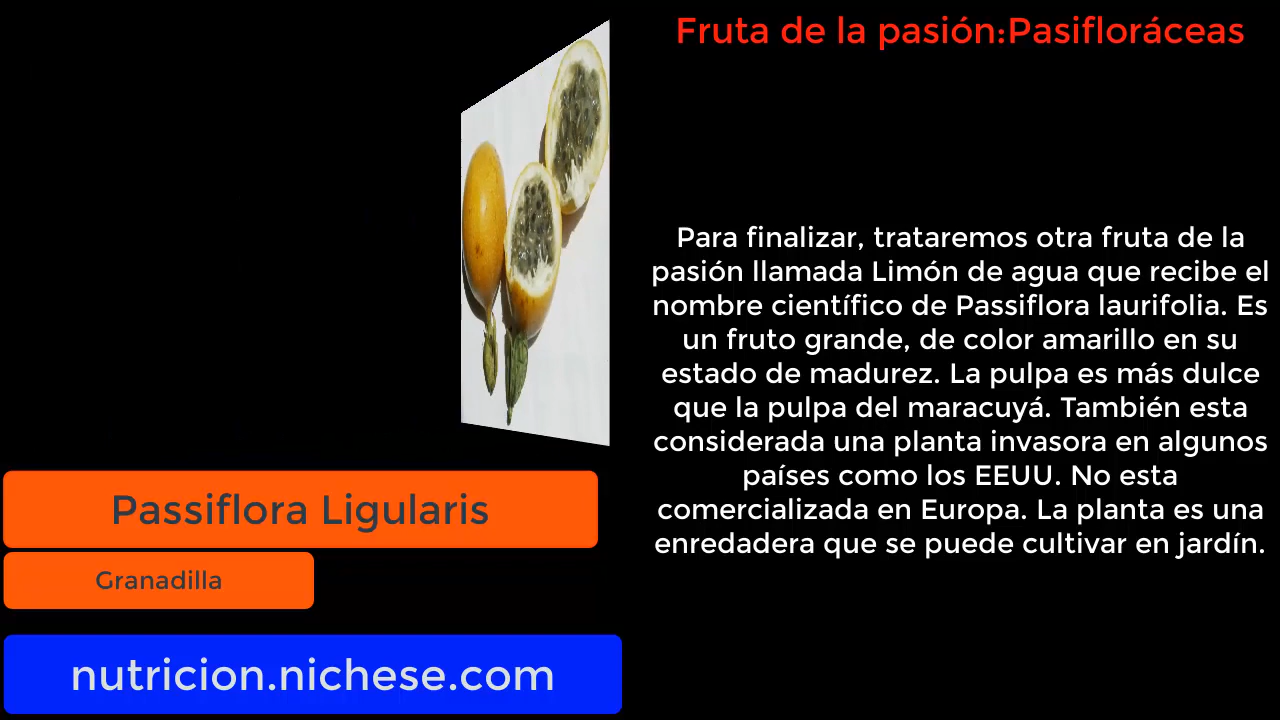 Fruta de la pasión:Pasifloráceas
Para finalizar, trataremos otra fruta de la
pasión llamada Limón de agua que recibe el
nombre científico de Passiflora laurifolia. Es
un fruto grande, de color amarillo en su
estado de madurez. La pulpa es más dulce
que la pulpa del maracuyá. También esta
considerada una planta invasora en algunos
países como los EEUU. No esta
comercializada en Europa. La planta es una
enredadera que se puede cultivar en jardín.
Passiflora Ligularis
Granadilla
nutricion.nichese.com